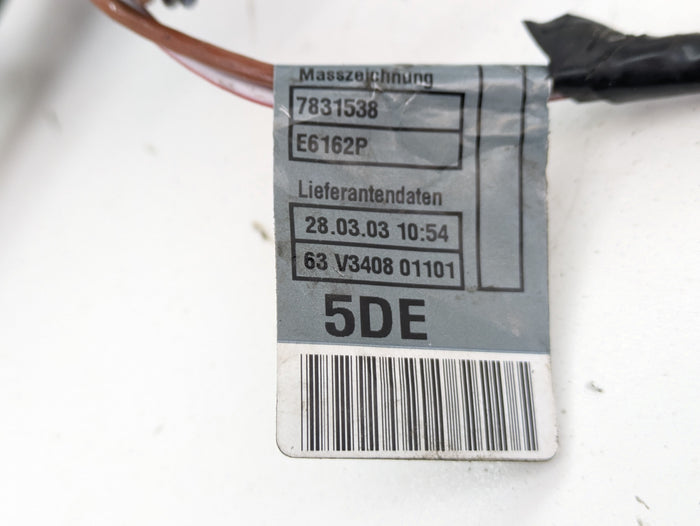 Masszeichnung
7831538
E6162P
Lieferantendaten
28.03.03 10:54
63 V3408 01101
5DE